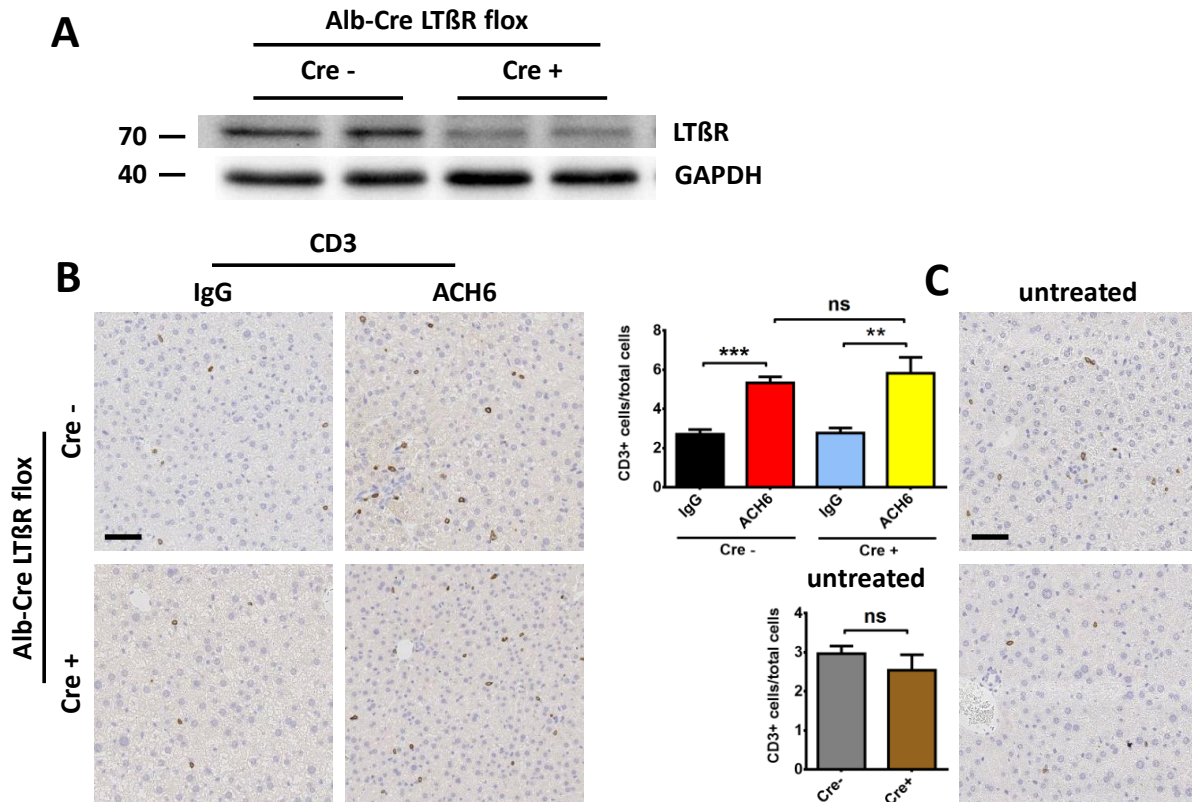 A
Alb-Cre LTßR flox
Cre - Cre +
70 LTßR
40 GAPDH
CD3
B IgG ACH6
Alb-Cre LTßR flox
Cre -
Cre +
CD3+ cells/total cells
8
6
4
2
0
*** ns **
IgG ACH6 IgG ACH6
Cre - Cre +
C untreated
untreated
CD3+ cells/total cells
4
3
2
1
0
ns
Cre- Cre+